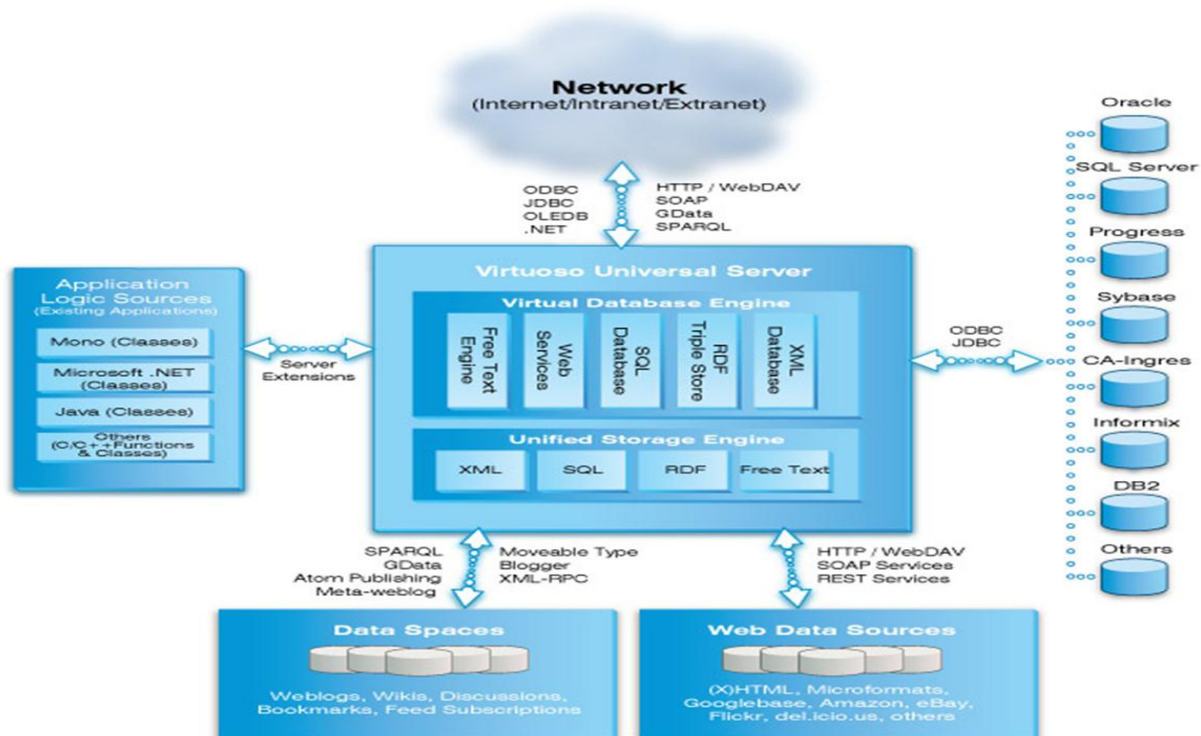 Network
(Internet/Intranet/Extranet)
ODBC
JDBC
OLEDB
.NET
HTTP / WebDAV
SOAP
GData
SPARQL
Application
Logic Sources
(Existing Applications)
Mono (Classes)
Microsoft .NET
(Classes)
Java (Classes)
Others
(C/C++Functions
& Classes)
Server
Extensions
Virtuoso Universal Server
Virtual Database Engine
Free Text
Engine
Web
Services
SQL
Database
RDF
Triple Store
XML
Database
Unified Storage Engine
XML
SQL
RDF
Free Text
ODBC
JDBC
Oracle
SQL Server
Progress
Sybase
CA-Ingres
Informix
DB2
Others
SPARQL
GData
Atom Publishing
Meta-weblog
Moveable Type
Blogger
XML-RPC
HTTP / WebDAV
SOAP Services
REST Services
Data Spaces
Weblogs, Wikis, Discussions,
Bookmarks, Feed Subscriptions
Web Data Sources
(X)HTML, Microformats,
Googlebase, Amazon, eBay,
Flickr, del.icio.us, others